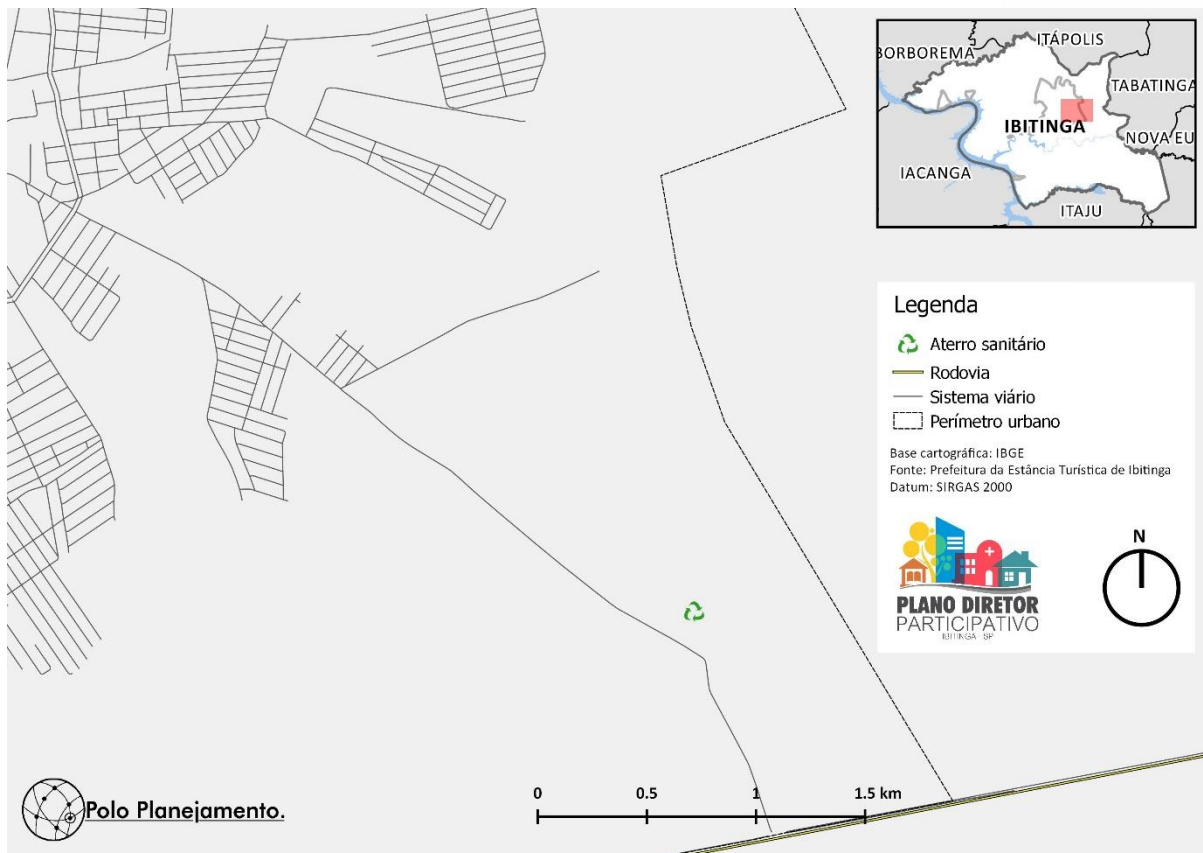 ITÁPOLIS
BORBOREMA
TABATINGA
IBITINGA
NOVA EU
IACANGA
ITAJU
Legenda
Aterro sanitário
Rodovia
Sistema viário
Perímetro urbano
Base cartográfica: IBGE
Fonte: Prefeitura da Estância Turística de Ibitinga
Datum: SIRGAS 2000
N
PLANO DIRETOR
PARTICIPATIVO
IBITINGA SP
0 0.5 1 1.5 km
Polo Planejamento.